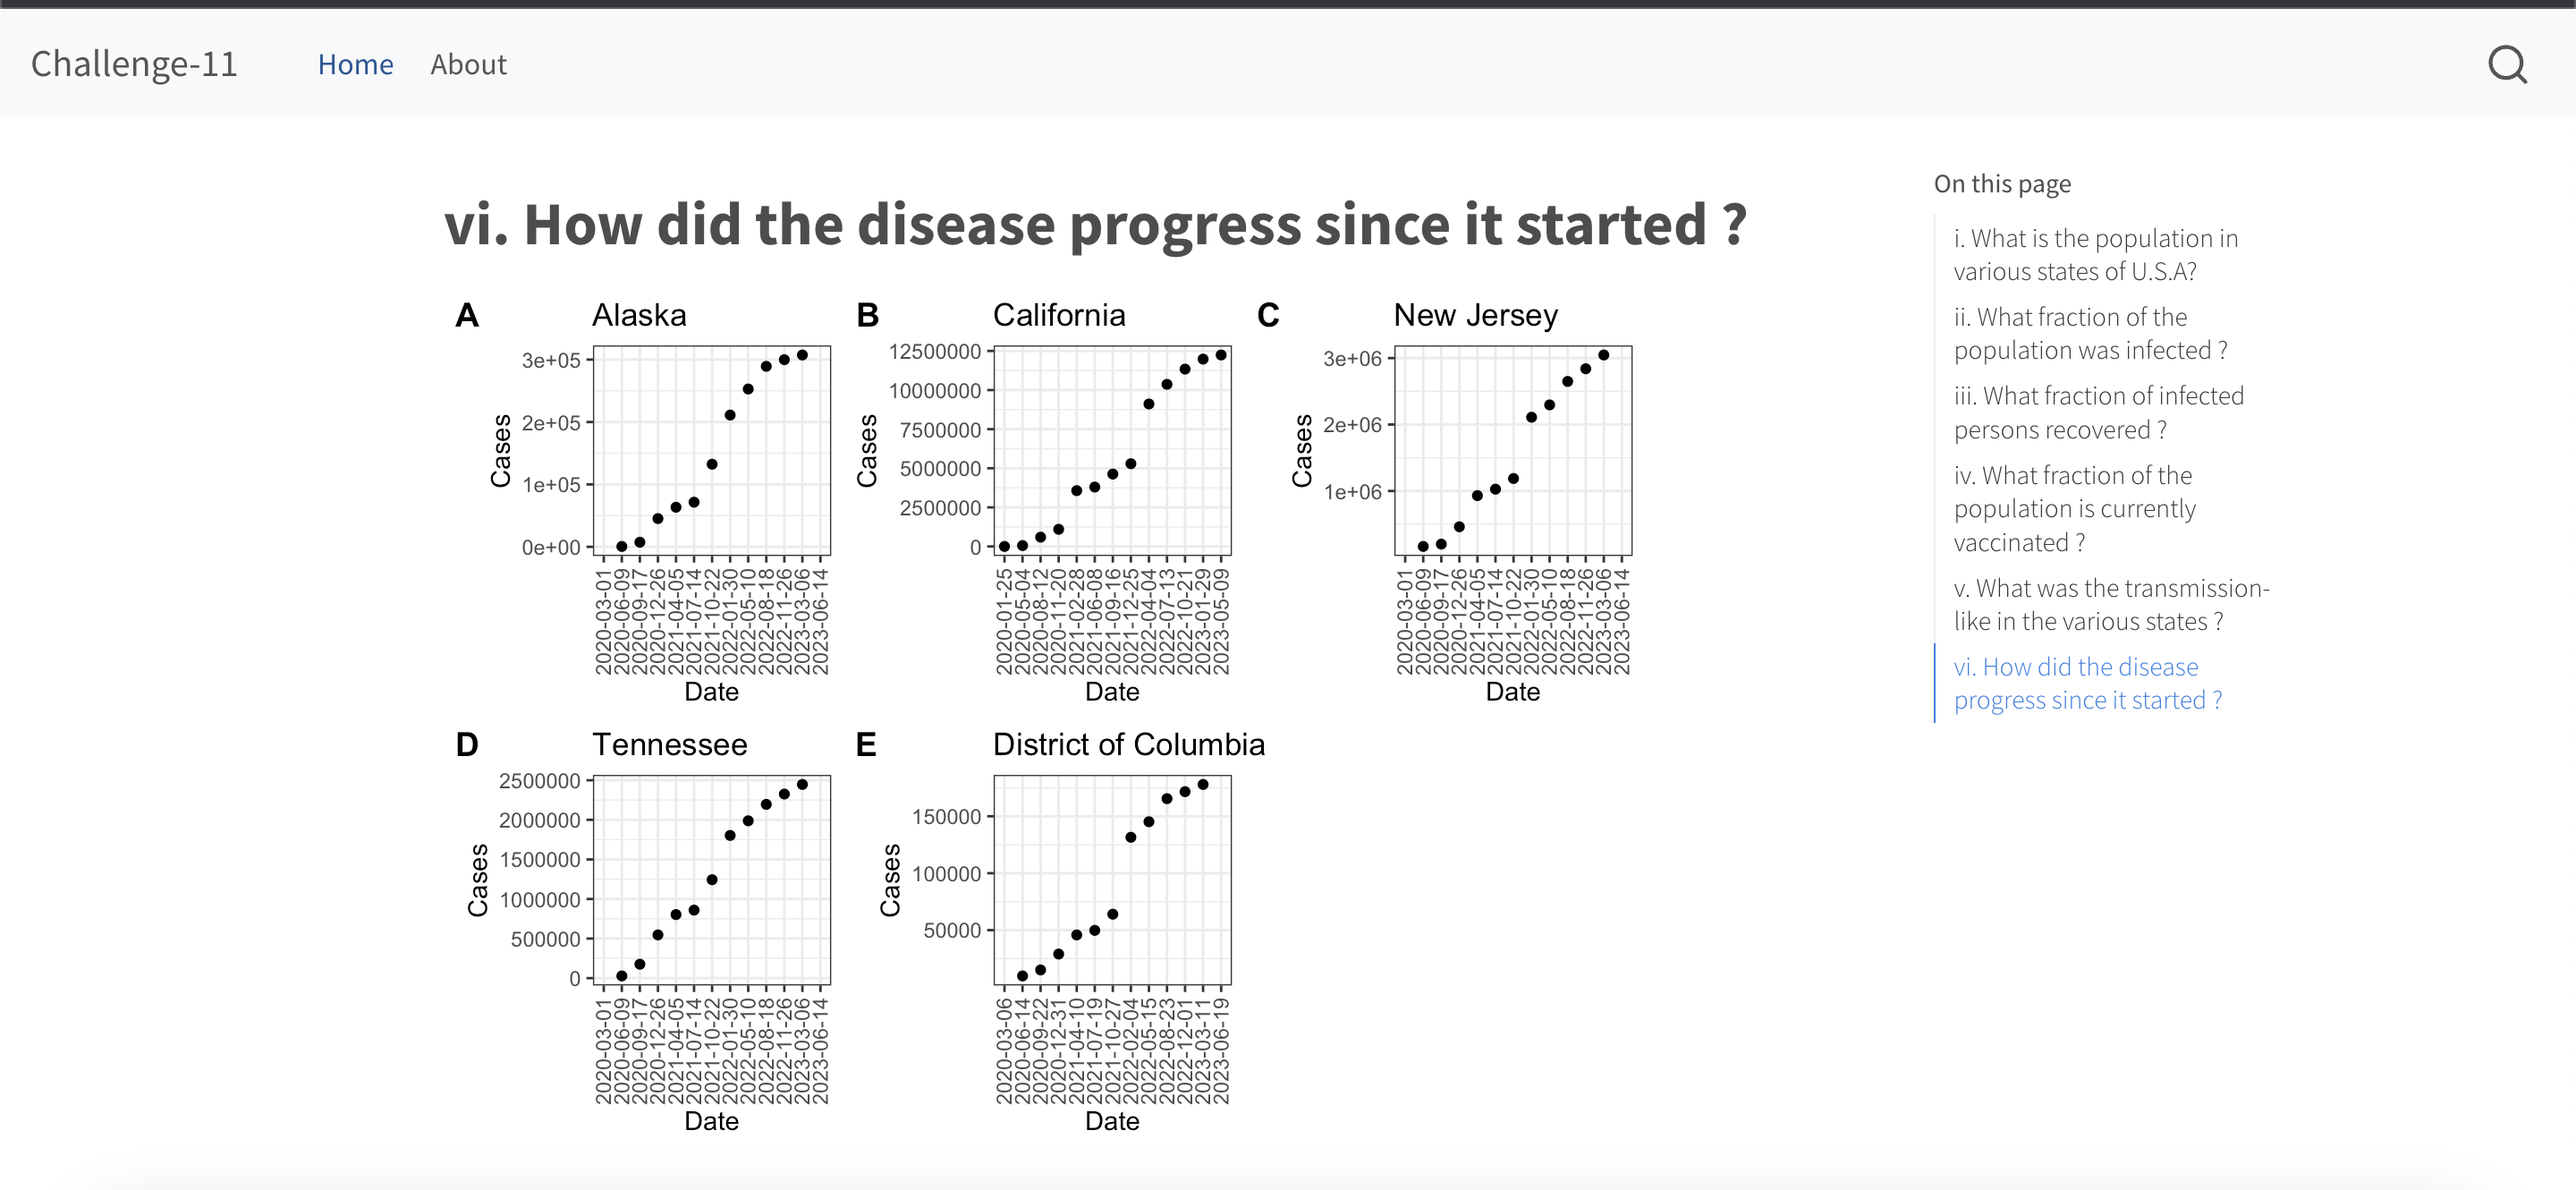 Challenge-11 Home About
vi. How did the disease progress since it started ?
A Alaska
3e+05
2e+05
1e+05
0e+00
Cases
2020-03-01
2020-06-09
2020-09-17
2020-12-26
2021-04-05
2021-07-14
2021-10-22
2022-01-30
2022-05-10
2022-08-18
2022-11-26
2023-03-06
2023-06-14
Date
B California
12500000
10000000
7500000
5000000
2500000
0
Cases
2020-01-25
2020-05-04
2020-08-12
2020-11-20
2021-02-28
2021-06-08
2021-09-16
2021-12-25
2022-04-04
2022-07-13
2022-10-21
2023-01-29
2023-05-09
Date
C New Jersey
3e+06
2e+06
1e+06
Cases
2020-03-01
2020-06-09
2020-09-17
2020-12-26
2021-04-05
2021-07-14
2021-10-22
2022-01-30
2022-05-10
2022-08-18
2022-11-26
2023-03-06
2023-06-14
Date
D Tennessee
2500000
2000000
1500000
1000000
500000
0
Cases
2020-03-01
2020-06-09
2020-09-17
2020-12-26
2021-04-05
2021-07-14
2021-10-22
2022-01-30
2022-05-10
2022-08-18
2022-11-26
2023-03-06
2023-06-14
Date
E District of Columbia
150000
100000
50000
Cases
2020-03-06
2020-06-14
2020-09-22
2020-12-31
2021-04-10
2021-07-19
2021-10-27
2022-02-04
2022-05-15
2022-08-23
2022-12-01
2023-03-11
2023-06-19
Date
On this page
i. What is the population in
various states of U.S.A?
ii. What fraction of the
population was infected ?
iii. What fraction of infected
persons recovered ?
iv. What fraction of the
population is currently
vaccinated ?
v. What was the transmission-
like in the various states ?
vi. How did the disease
progress since it started ?